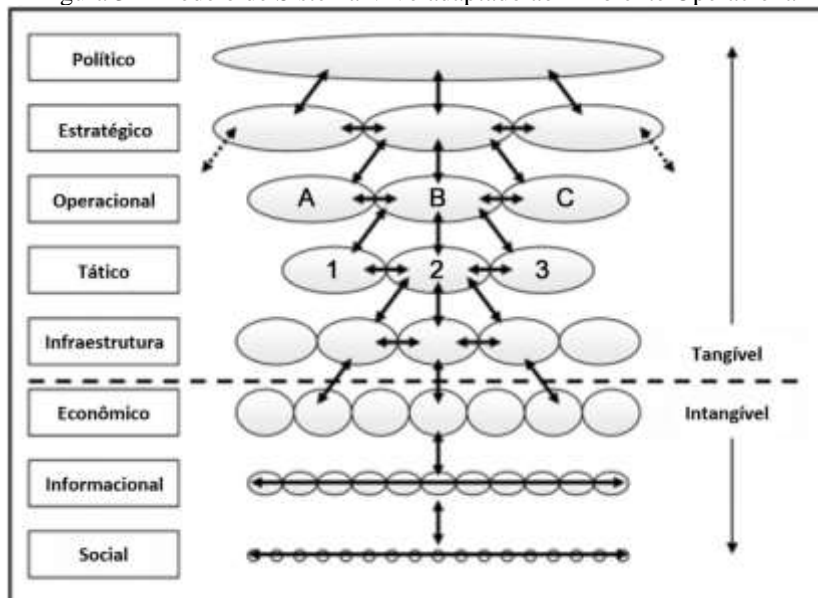 Político
Estratégico
Operacional
A B C
Tático
1 2 3
Infraestrutura
Tangível
Econômico
Intangível
Informacional
Social